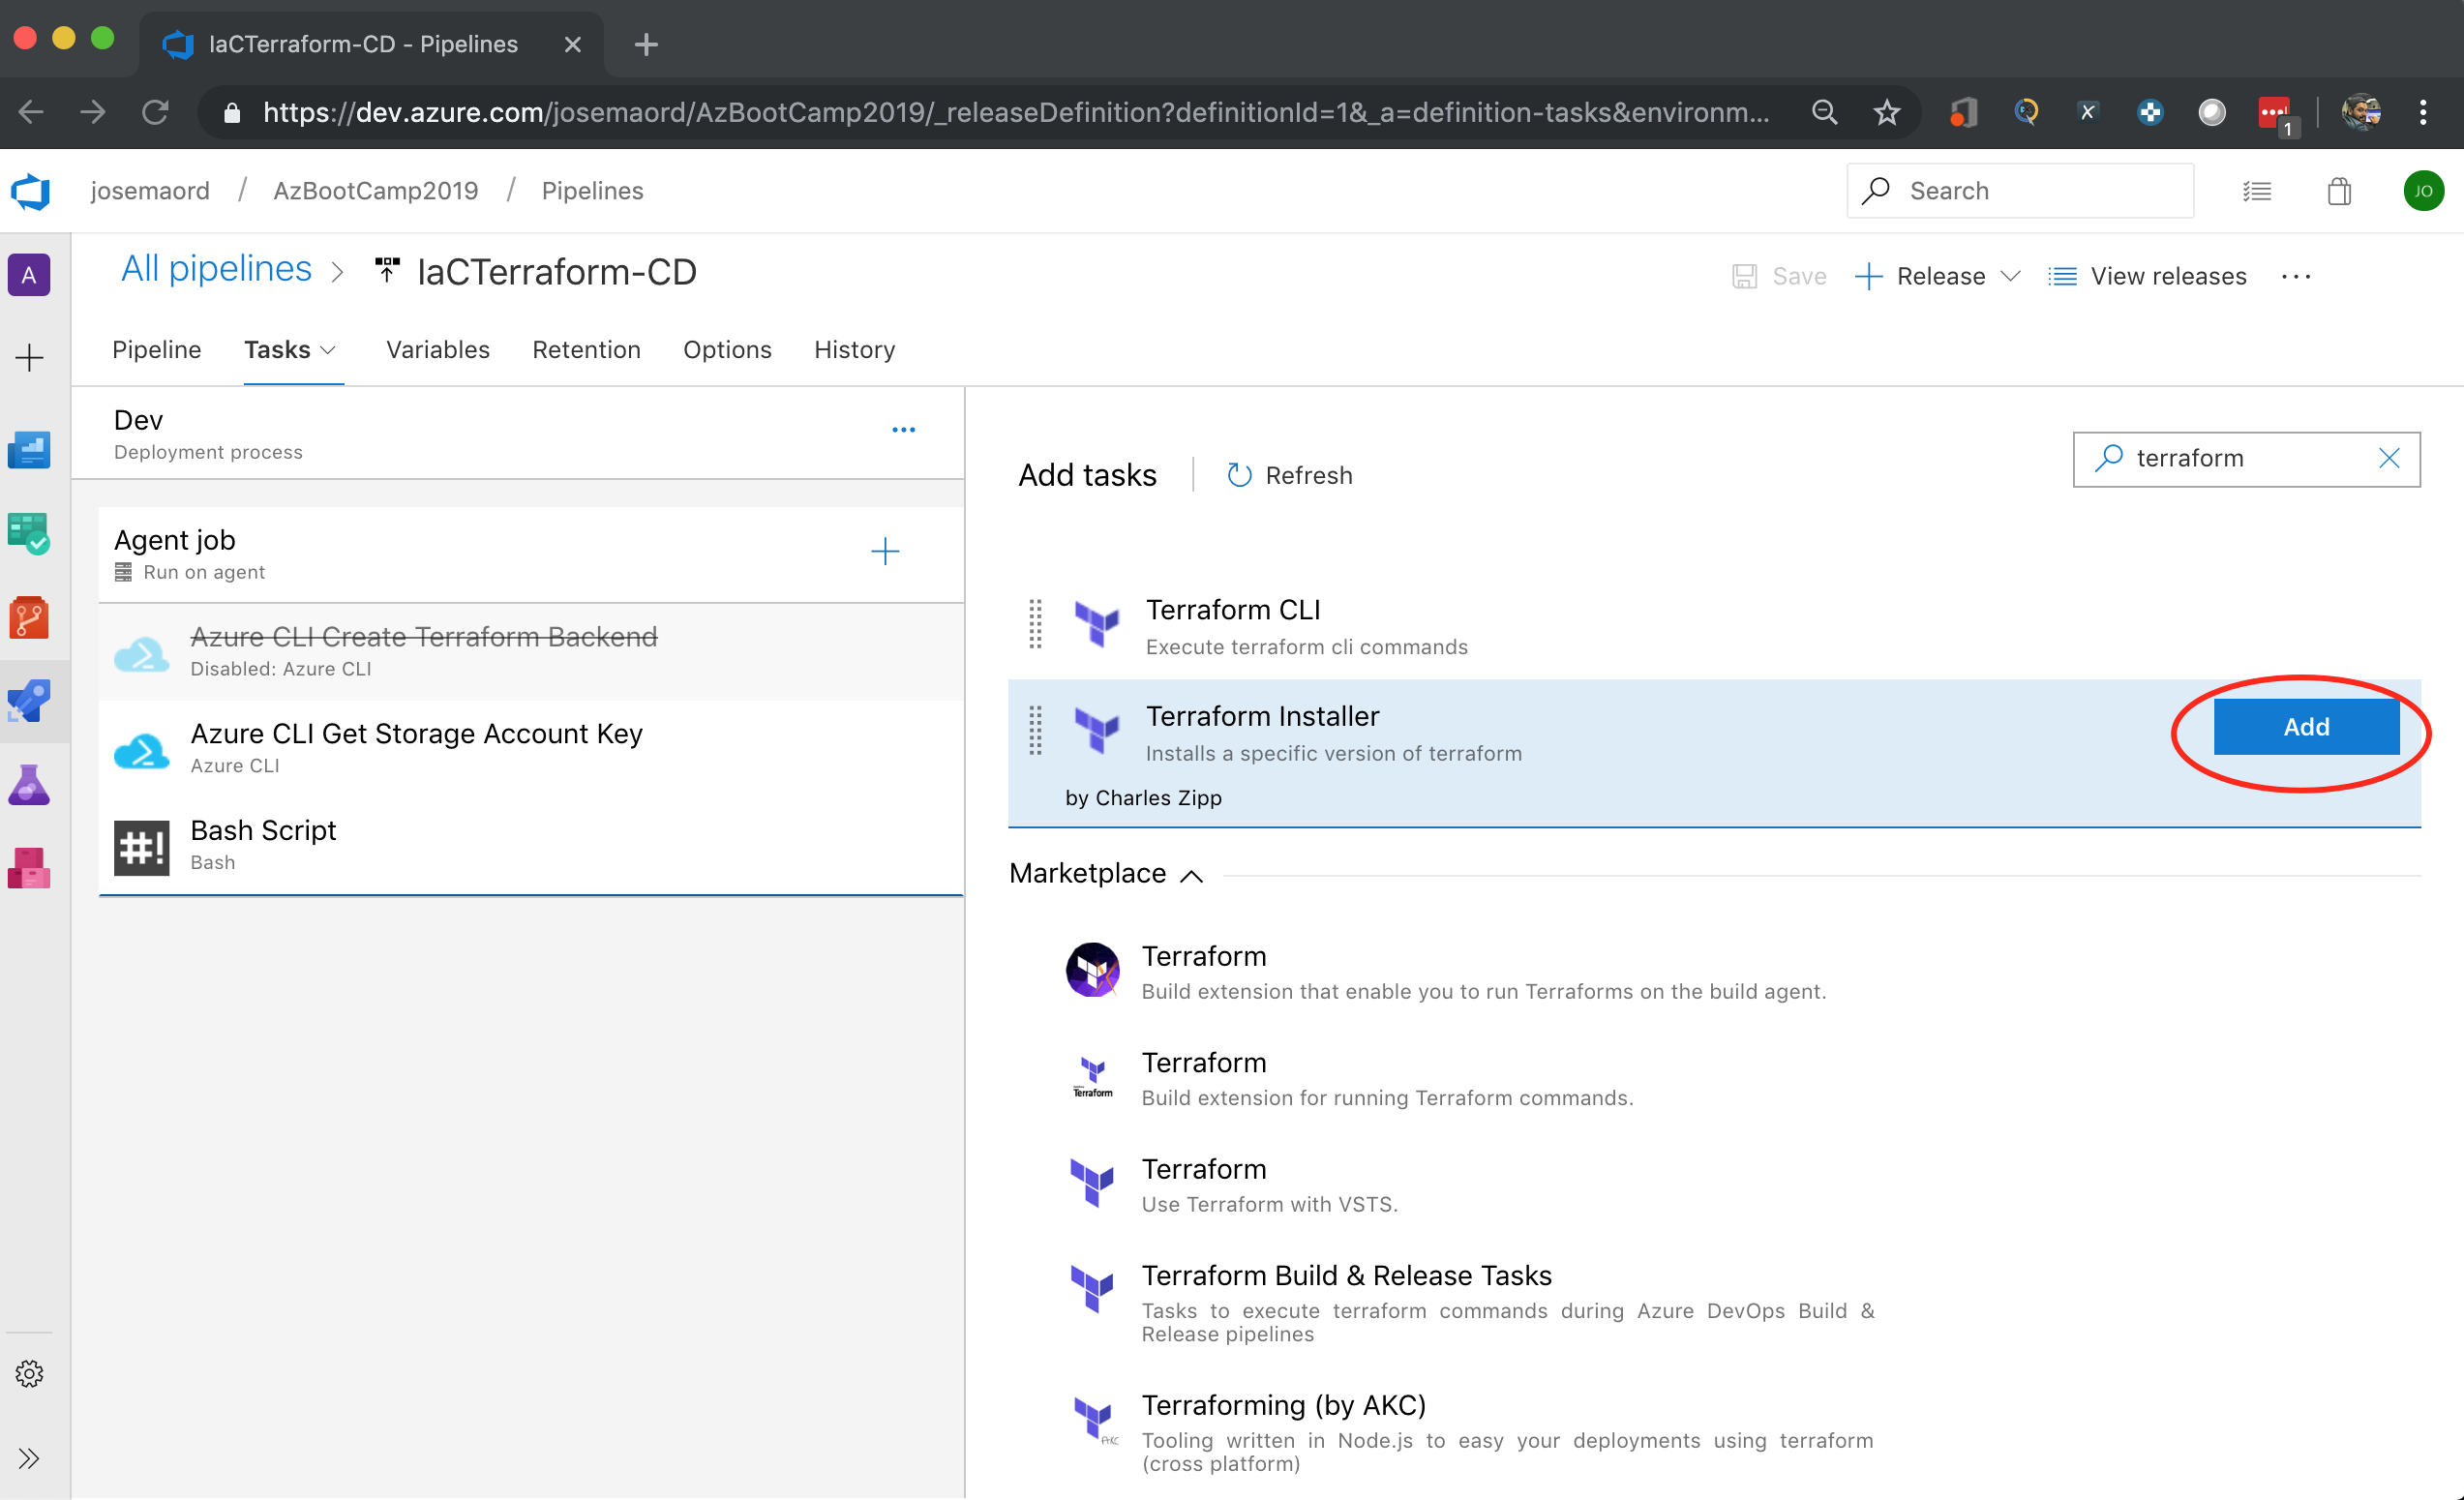 IaCTerraform-CD - Pipelines
https://dev.azure.com/josemaord/AzBootCamp2019/_releaseDefinition?definitionId=1&_a=definition-tasks&environm...
1
josemaord / AzBootCamp2019 / Pipelines
Search
JO
A
All pipelines
IaCTerraform-CD
Save
Release
View releases
Pipeline
Tasks
Variables
Retention
Options
History
Dev
Deployment process
Agent job
Run on agent
Azure CLI Create Terraform Backend
Disabled: Azure CLI
Azure CLI Get Storage Account Key
Azure CLI
#!
Bash Script
Bash
Add tasks
Refresh
terraform
Terraform CLI
Execute terraform cli commands
Terraform Installer
Installs a specific version of terraform
by Charles Zipp
Add
Marketplace
Terraform
Build extension that enable you to run Terraforms on the build agent.
Terraform
Terraform
Build extension for running Terraform commands.
Terraform
Use Terraform with VSTS.
Terraform Build & Release Tasks
Tasks to execute terraform commands during Azure DevOps Build &
Release pipelines
AKC
Terraforming (by AKC)
Tooling written in Node.js to easy your deployments using terraform
(cross platform)